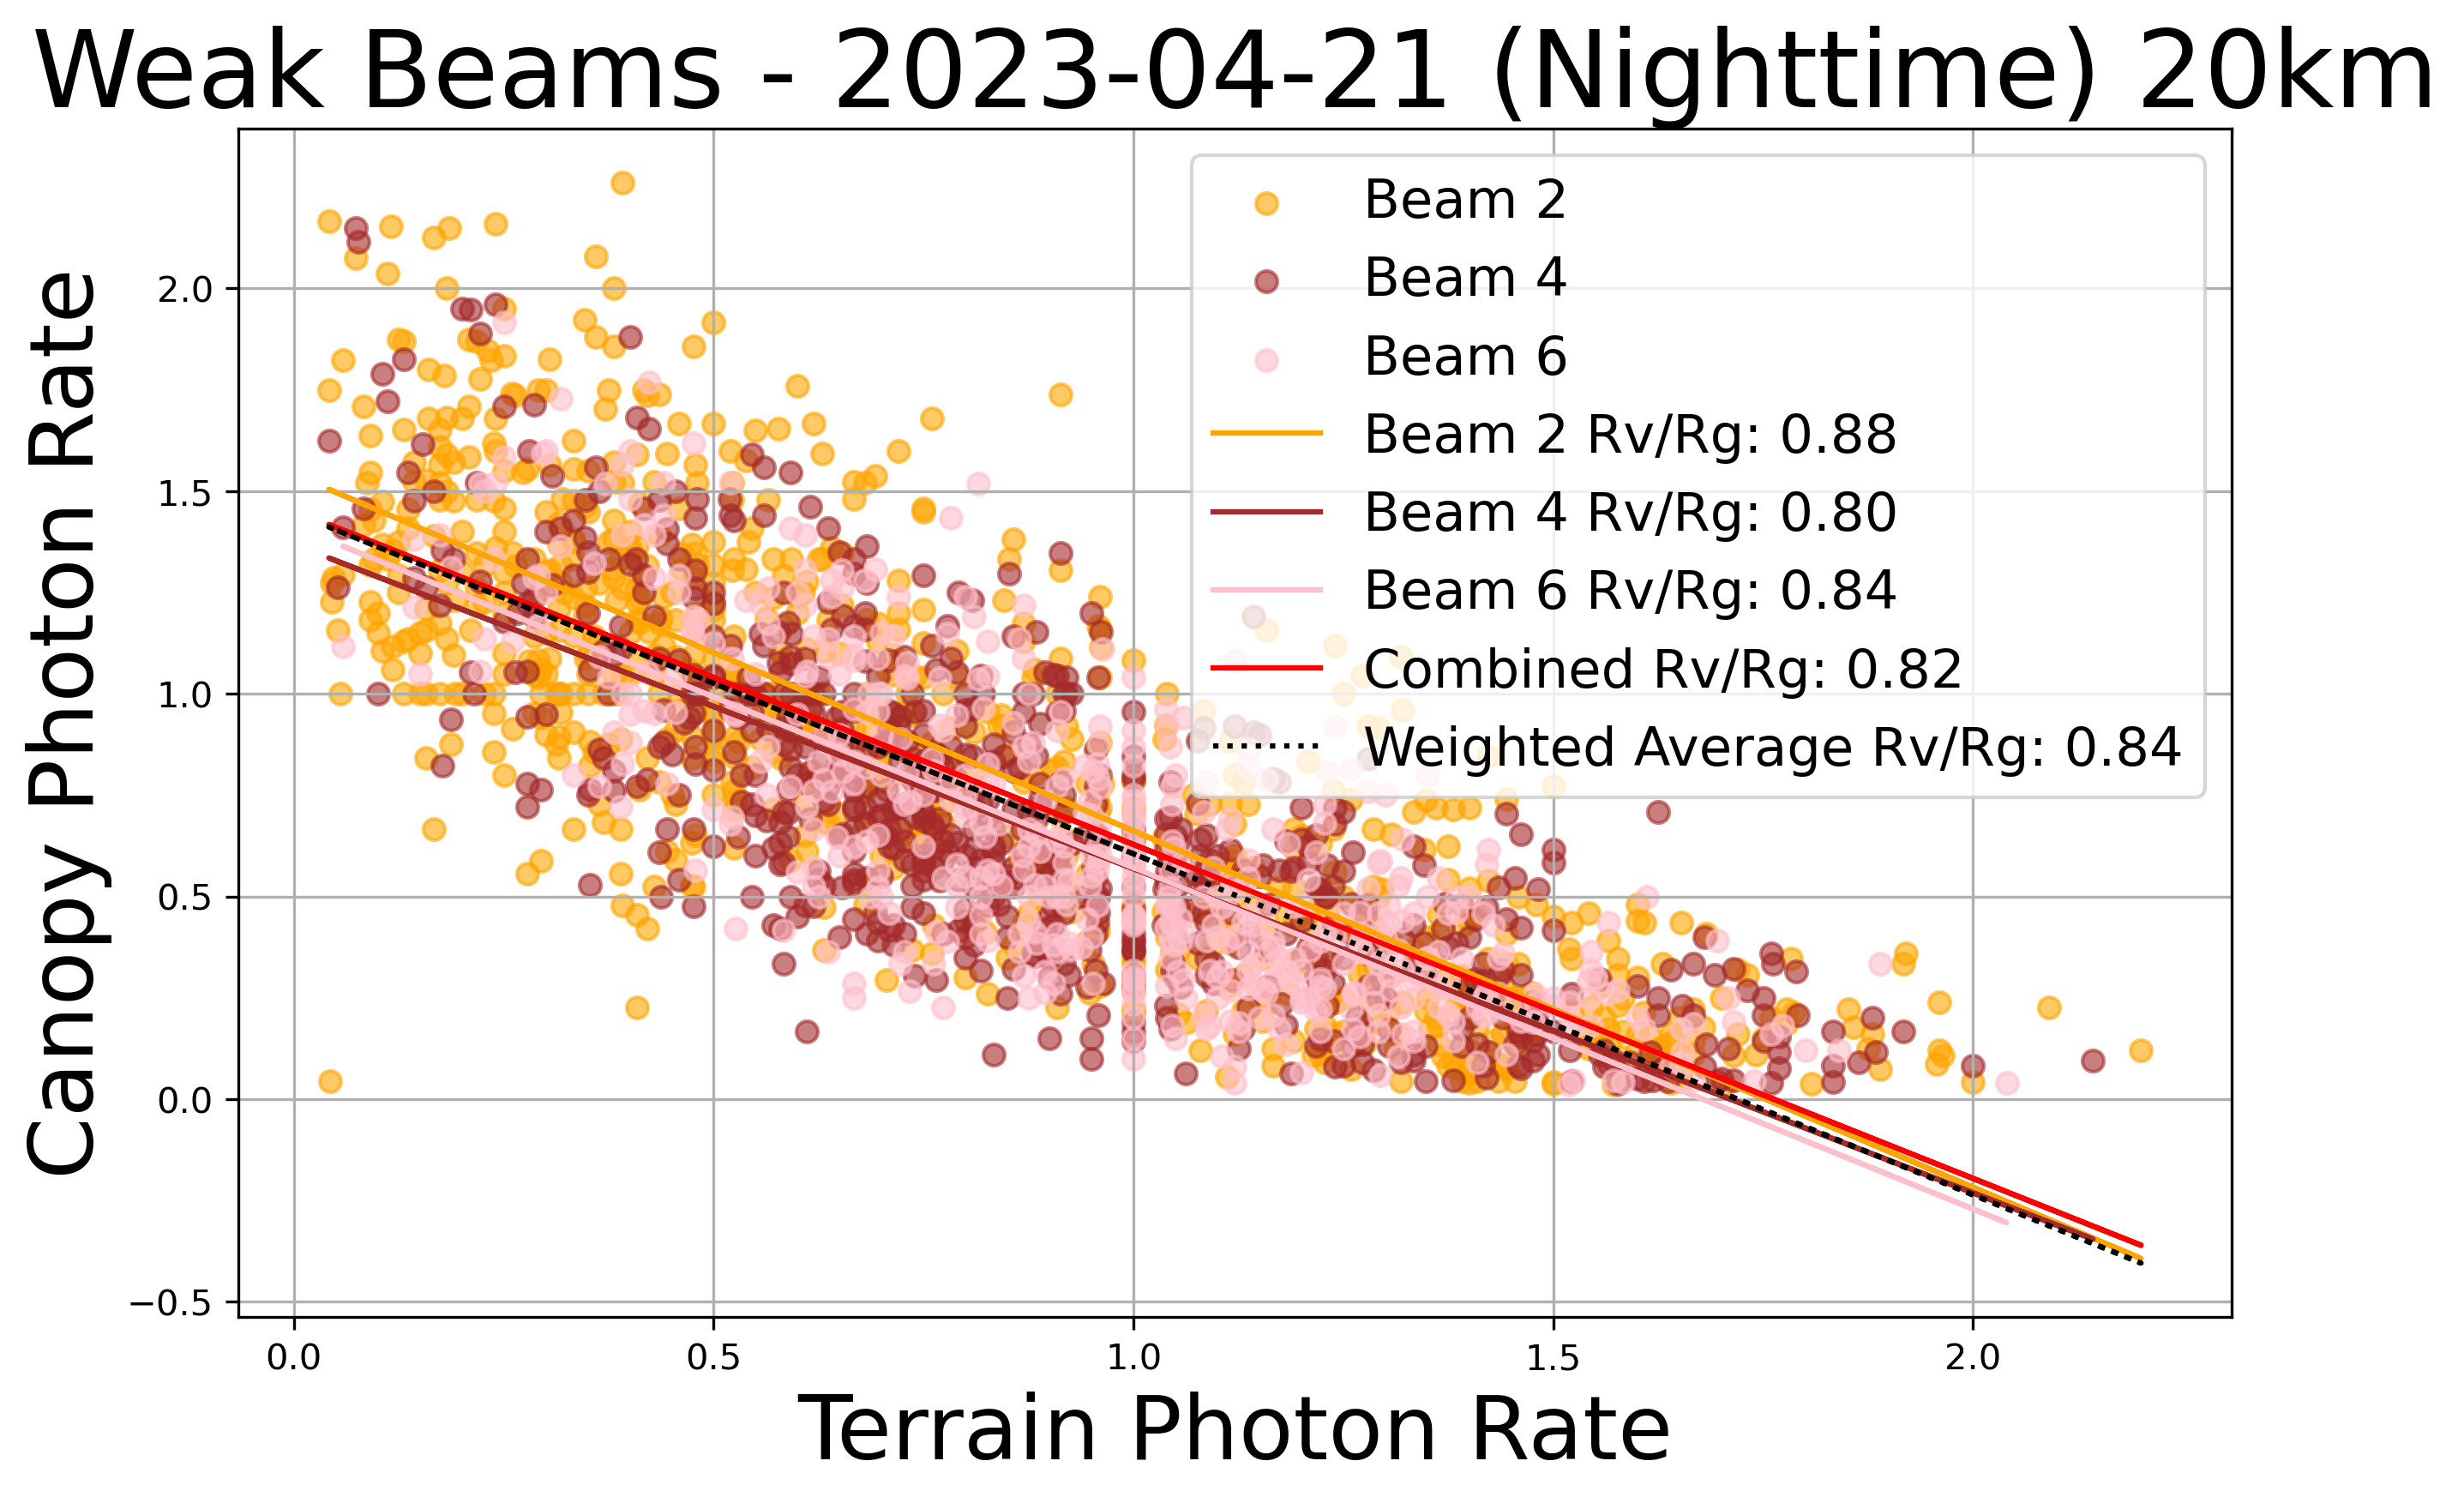 Weak Beams - 2023-04-21 (Nighttime) 20km
Canopy Photon Rate
2.0
1.5
1.0
0.5
0.0
−0.5
Beam 2
Beam 4
Beam 6
Beam 2 Rv/Rg: 0.88
Beam 4 Rv/Rg: 0.80
Beam 6 Rv/Rg: 0.84
Combined Rv/Rg: 0.82
Weighted Average Rv/Rg: 0.84
0.0 0.5 1.0 1.5 2.0
Terrain Photon Rate